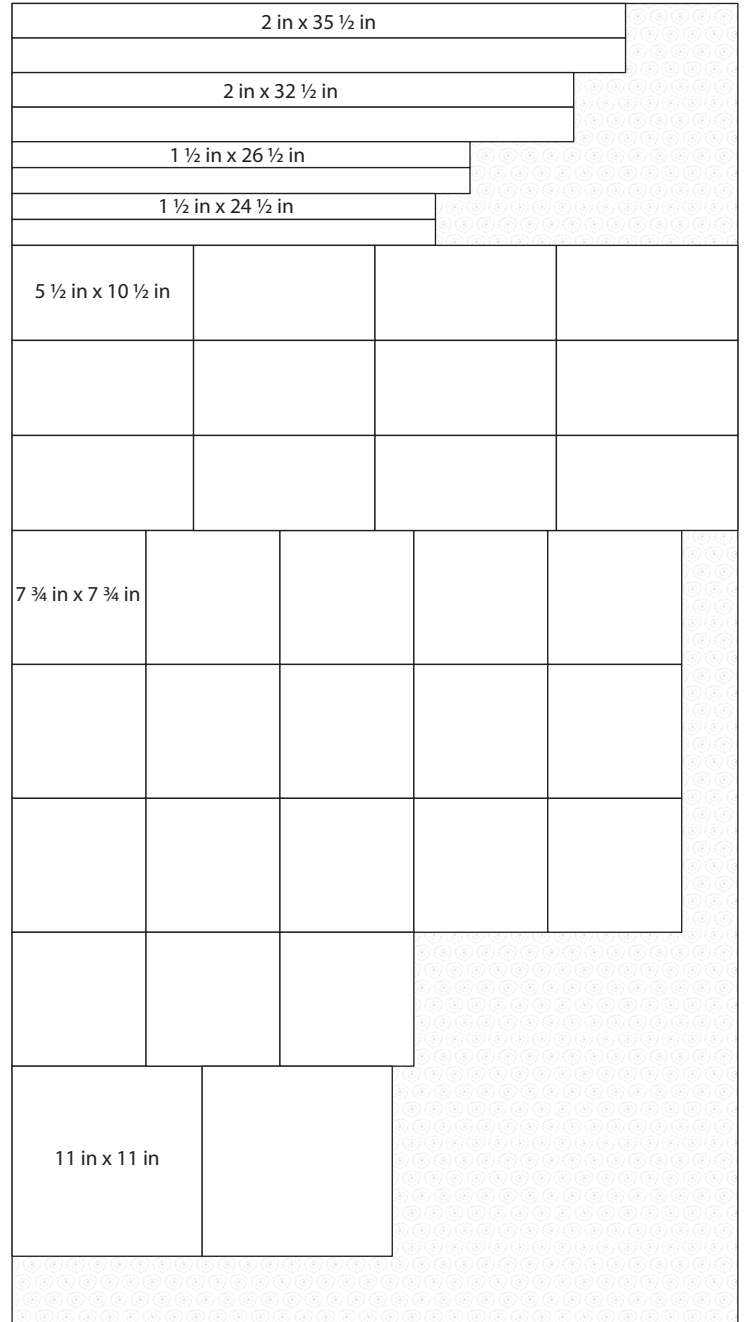 2 in x 35 ½ in
2 in x 32 ½ in
1 ½ in x 26 ½ in
1 ½ in x 24 ½ in
5 ½ in x 10 ½ in
7 ¾ in x 7 ¾ in
11 in x 11 in